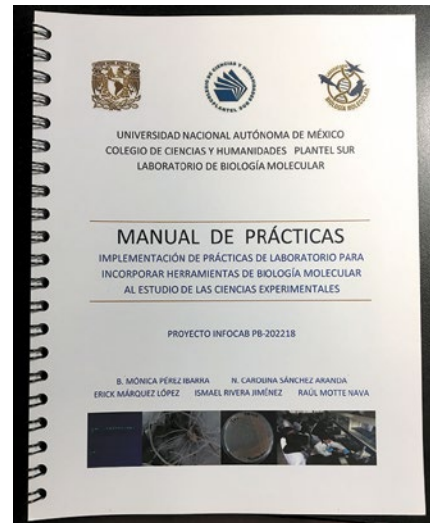 UNIVERSIDAD NACIONAL AUTÓNOMA DE MÉXICO
COLEGIO DE CIENCIAS Y HUMANIDADES PLANTEL SUR
LABORATORIO DE BIOLOGÍA MOLECULAR
MANUAL DE PRÁCTICAS
IMPLEMENTACIÓN DE PRÁCTICAS DE LABORATORIO PARA
INCORPORAR HERRAMIENTAS DE BIOLOGÍA MOLECULAR
AL ESTUDIO DE LAS CIENCIAS EXPERIMENTALES
PROYECTO INFOCAB PB-202218
B. MÓNICA PÉREZ IBARRA N. CAROLINA SÁNCHEZ ARANDA
ERICK MÁRQUEZ LÓPEZ ISMAEL RIVERA JIMÉNEZ RAÚL MOTTE NAVA